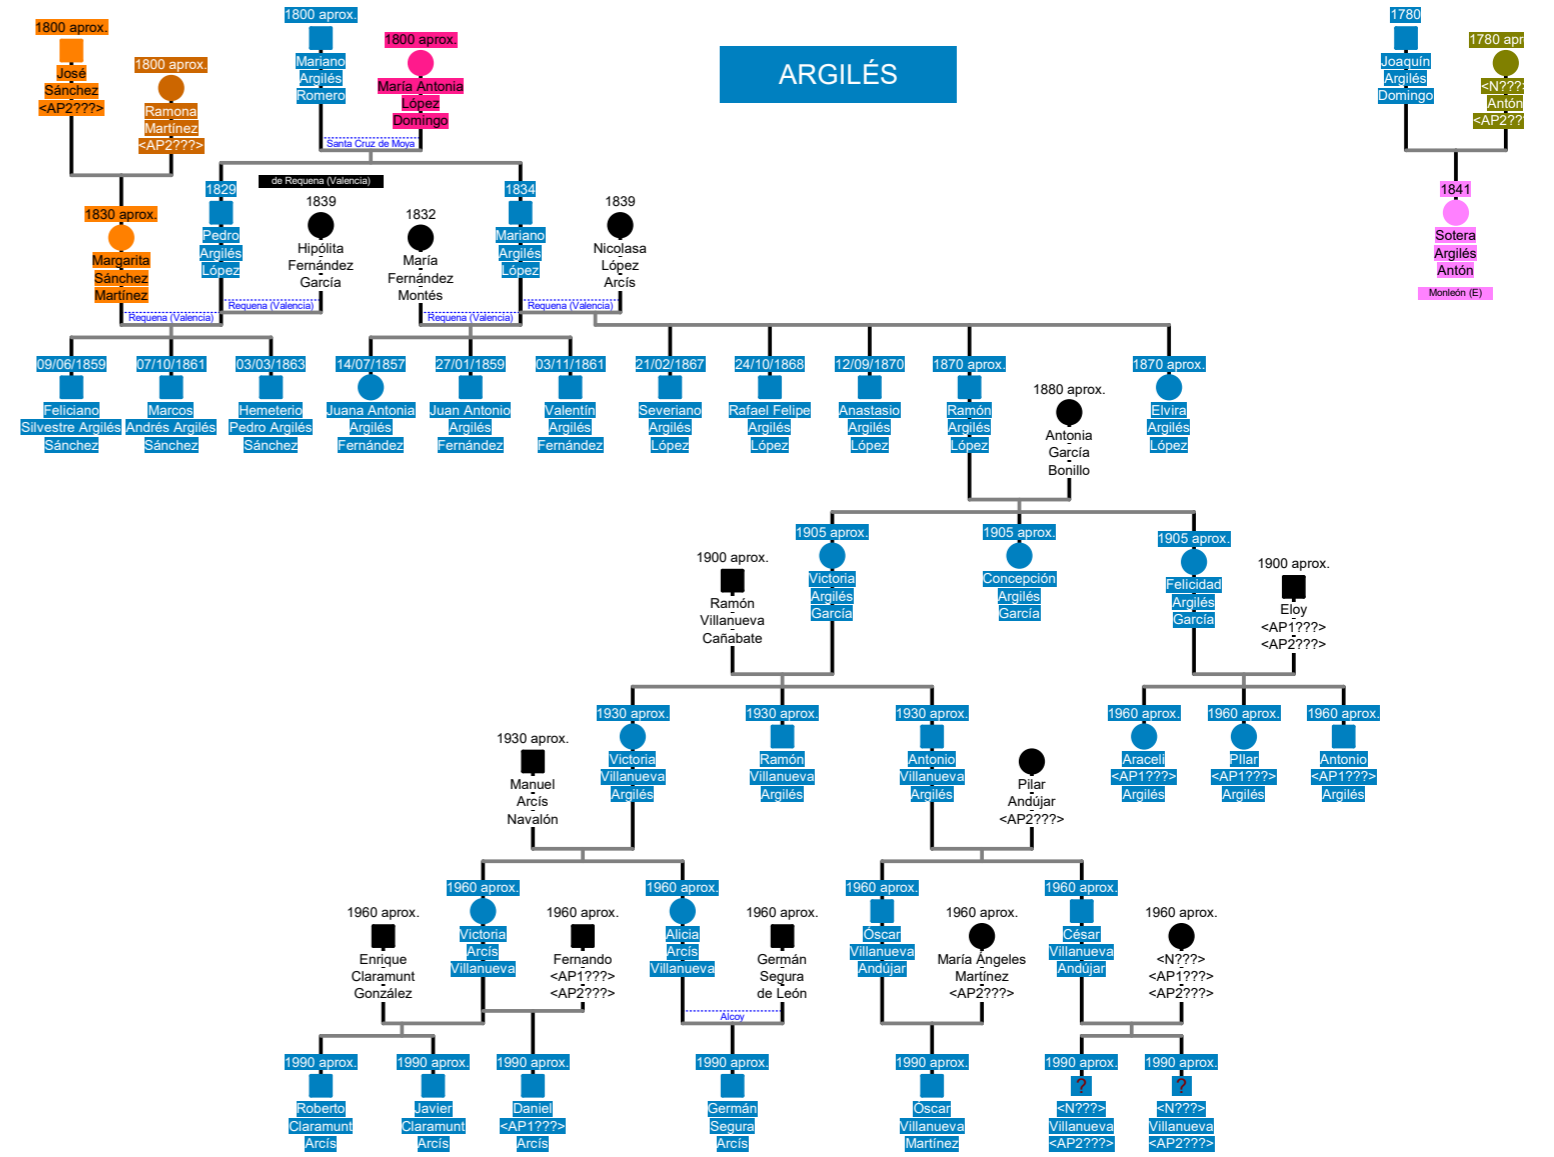 ARGILÉS
1800 aprox.
José
Sánchez
<AP2???>
1800 aprox.
Ramona
Martínez
<AP2???>
1800 aprox.
Mariano
Argilés
Romero
1800 aprox.
María Antonia
López
Domingo
Santa Cruz de Moya
1780
Joaquín
Argilés
Domingo
1780 apr
<N???>
Antón
<AP2??
1830 aprox.
Margarita
Sánchez
Martínez
1829
Pedro
Argilés
López
de Requena (Valencia)
1839
Hipólita
Fernández
García
1832
María
Fernández
Montés
1834
Mariano
Argilés
López
1839
Nicolasa
López
Arcís
1841
Sotera
Argilés
Antón
Monleón (E)
Requena (Valencia)
Requena (Valencia)
Requena (Valencia)
Requena (Valencia)
09/06/1859
Feliciano
Silvestre Argilés
Sánchez
07/10/1861
Marcos
Andrés Argilés
Sánchez
03/03/1863
Hemeterio
Pedro Argilés
Sánchez
14/07/1857
Juana Antonia
Argilés
Fernández
27/01/1859
Juan Antonio
Argilés
Fernández
03/11/1861
Valentín
Argilés
Fernández
21/02/1867
Severiano
Argilés
López
24/10/1868
Rafael Felipe
Argilés
López
12/09/1870
Anastasio
Argilés
López
1870 aprox.
Ramón
Argilés
López
1880 aprox.
Antonia
García
Bonillo
1870 aprox.
Elvira
Argilés
López
1900 aprox.
Ramón
Villanueva
Cañabate
1905 aprox.
Victoria
Argilés
García
1905 aprox.
Concepción
Argilés
García
1905 aprox.
Felicidad
Argilés
García
1900 aprox.
Eloy
<AP1???>
<AP2???>
1930 aprox.
Manuel
Arcís
Navalón
1930 aprox.
Victoria
Villanueva
Argilés
1930 aprox.
Ramón
Villanueva
Argilés
1930 aprox.
Antonio
Villanueva
Argilés
Pilar
Andújar
<AP2???>
1960 aprox.
Araceli
<AP1???>
Argilés
1960 aprox.
PIlar
<AP1???>
Argilés
1960 aprox.
Antonio
<AP1???>
Argilés
1960 aprox.
Enrique
Claramunt
González
1960 aprox.
Victoria
Arcís
Villanueva
1960 aprox.
Fernando
<AP1???>
<AP2???>
1960 aprox.
Alicia
Arcís
Villanueva
1960 aprox.
Germán
Segura
de León
Alcoy
1960 aprox.
Óscar
Villanueva
Andújar
1960 aprox.
María Ángeles
Martínez
<AP2???>
1960 aprox.
César
Villanueva
Andújar
1960 aprox.
<N???>
<AP1???>
<AP2???>
1990 aprox.
Roberto
Claramunt
Arcís
1990 aprox.
Javier
Claramunt
Arcís
1990 aprox.
Daniel
<AP1???>
Arcís
1990 aprox.
Germán
Segura
Arcís
1990 aprox.
Óscar
Villanueva
Martínez
1990 aprox.
?
<N???>
Villanueva
<AP2???>
1990 aprox.
?
<N???>
Villanueva
<AP2???>